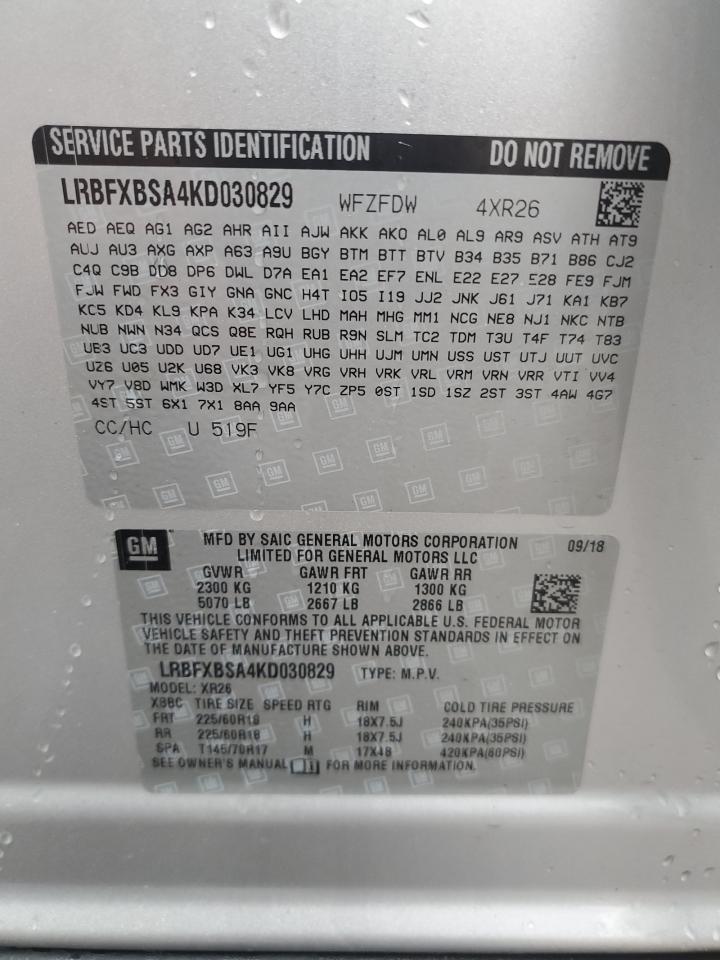 SERVICE PARTS IDENTIFICATION DO NOT REMOVE
LRBFXBSA4KD030829 WFZFDW 4XR26
AED AEQ AG1 AG2 AHR AII AJW AKK AKO AL0 AL9 AR9 ASV ATH AT9
AUJ AU3 AXG AXP A63 A9U BGY BTM BTT BTV B34 B35 B71 B86 CJ2
C4Q C9B DD8 DP6 DWL D7A EA1 EA2 EF7 ENL E22 E27 E28 FE9 FJM
FJW FWD FX3 GIY GNA GNC H4T IO5 I19 JJ2 JNK J61 J71 KA1 KB7
KC5 KD4 KL9 KPA K34 LCV LHD MAH MHG MM1 NCG NE8 NJ1 NKC NTB
NUB NWN N34 QCS Q8E RQH RUB R9N SLM TC2 TDM T3U T4F T74 T83
UE3 UC3 UDD UD7 UE1 UG1 UHG UHH UJM UMN USS UST UTJ UUT UVC
UZ6 U05 U2K U68 VK3 VK8 VRG VRH VRK VRL VRM VRN VRR VTI VV4
VY7 V8D WMK W3D XL7 YF5 Y7C ZP5 0ST 1SD 1SZ 2ST 3ST 4AW 4G7
4ST 5ST 6X1 7X1 8AA 9AA
CC/HC U 519F
GM MFD BY SAIC GENERAL MOTORS CORPORATION 09/18
LIMITED FOR GENERAL MOTORS LLC
GVWR GAWR FRT GAWR RR
2300 KG 1210 KG 1300 KG
5070 LB 2667 LB 2866 LB
THIS VEHICLE CONFORMS TO ALL APPLICABLE U.S. FEDERAL MOTOR
VEHICLE SAFETY AND THEFT PREVENTION STANDARDS IN EFFECT ON
THE DATE OF MANUFACTURE SHOWN ABOVE.
LRBFXBSA4KD030829 TYPE: M.P.V.
MODEL: XR26
XBBC TIRE SIZE SPEED RTG RIM COLD TIRE PRESSURE
FRT 225/60R18 H 18X7.5J 240KPA(35PSI)
RR 225/60R18 H 18X7.5J 240KPA(35PSI)
SPA T145/70R17 M 17X4B 420KPA(60PSI)
SEE OWNER'S MANUAL FOR MORE INFORMATION.